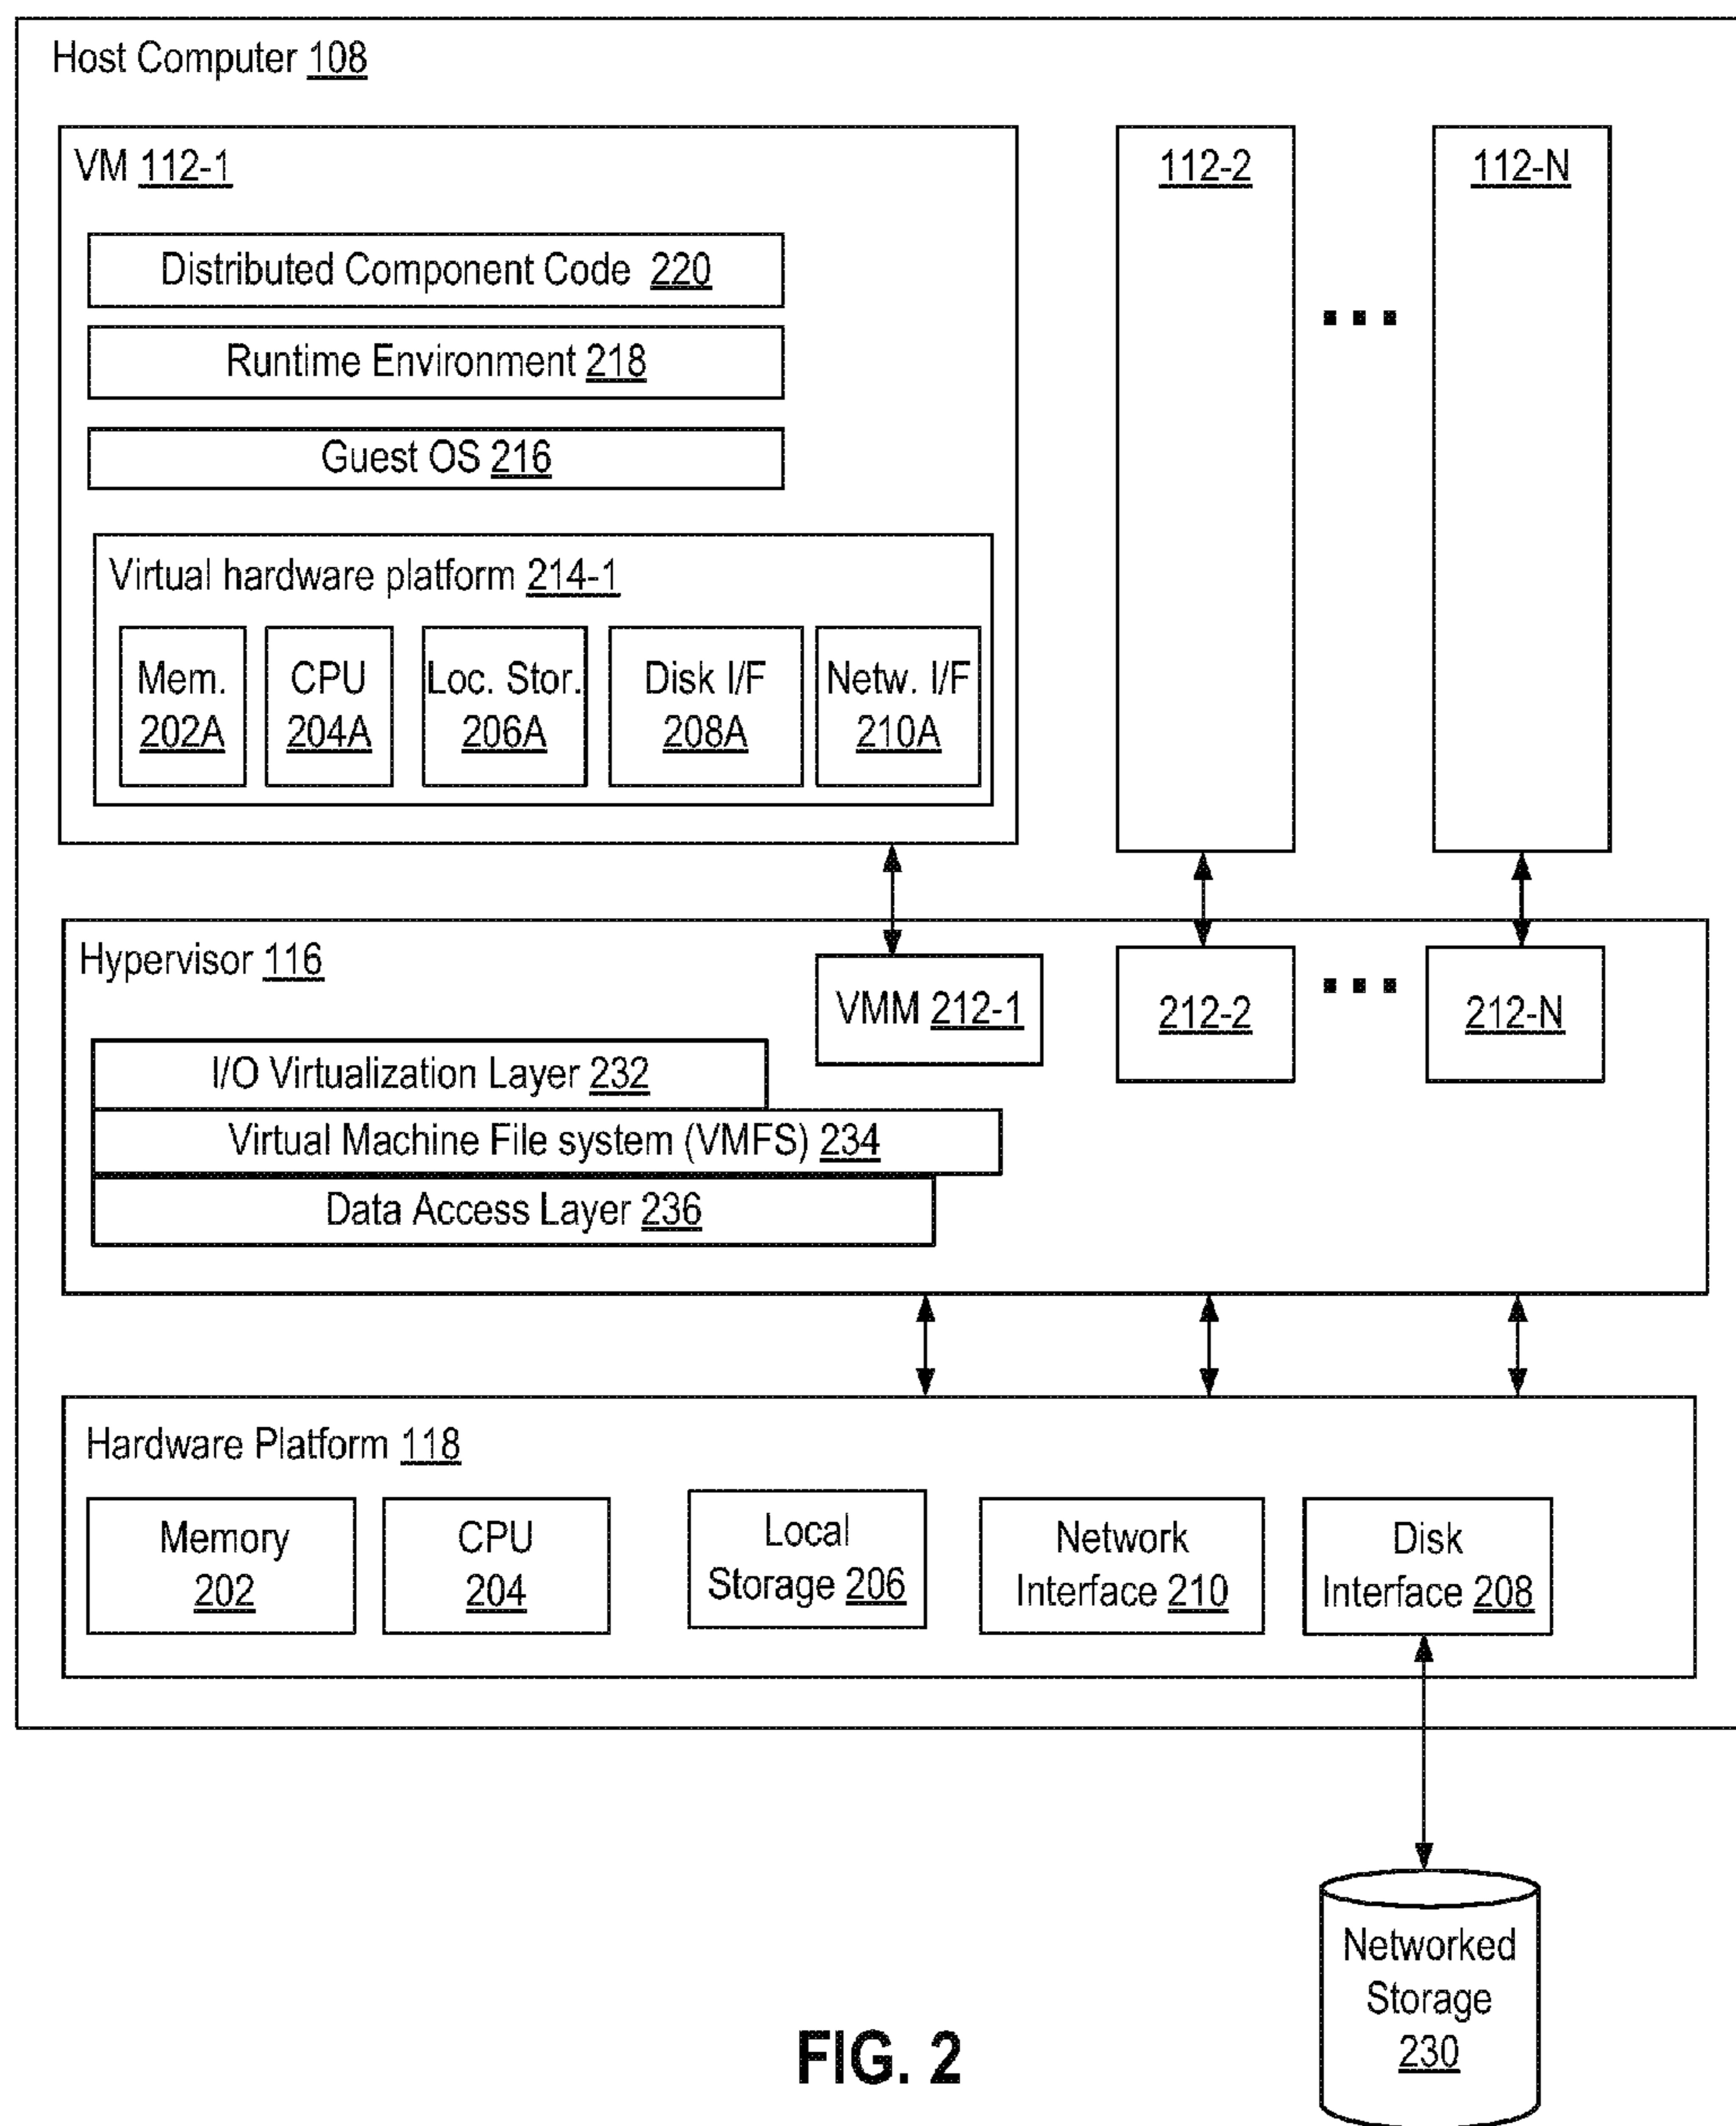 Host Computer 108
VM 112-1
112-2
112-N
Distributed Component Code 220
Runtime Environment 218
Guest OS 216
Virtual hardware platform 214-1
Mem.
202A
CPU
204A
Loc. Stor.
206A
Disk I/F
208A
Netw. I/F
210A
Hypervisor 116
VMM 212-1
212-2
212-N
I/O Virtualization Layer 232
Virtual Machine File system (VMFS) 234
Data Access Layer 236
Hardware Platform 118
Memory
202
CPU
204
Local
Storage 206
Network
Interface 210
Disk
Interface 208
Networked
Storage
230
FIG. 2